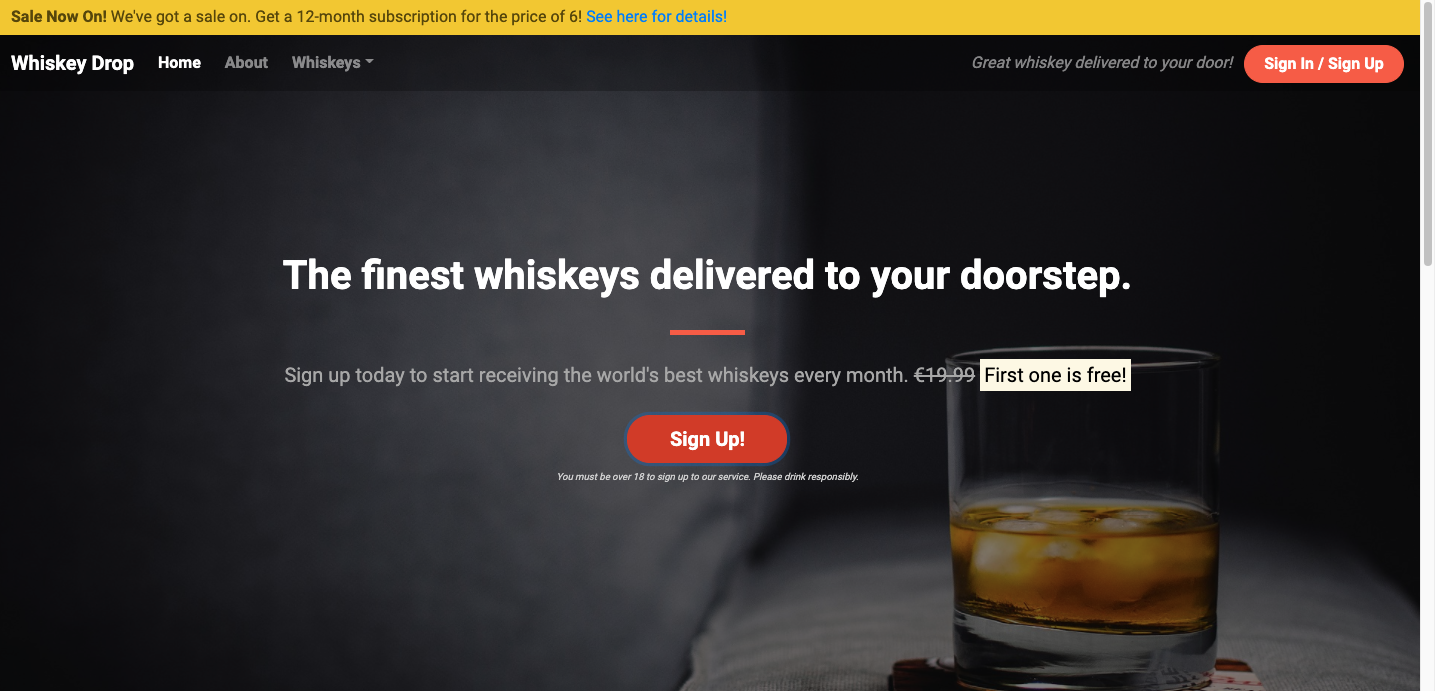 Sale Now On! We've got a sale on. Get a 12-month subscription for the price of 6! See here for details!
Whiskey Drop Home About Whiskeys Great whiskey delivered to your door! Sign In / Sign Up
The finest whiskeys delivered to your doorstep.
Sign up today to start receiving the world's best whiskeys every month. €19.99 First one is free!
Sign Up!
You must be over 18 to sign up to our service. Please drink responsibly.